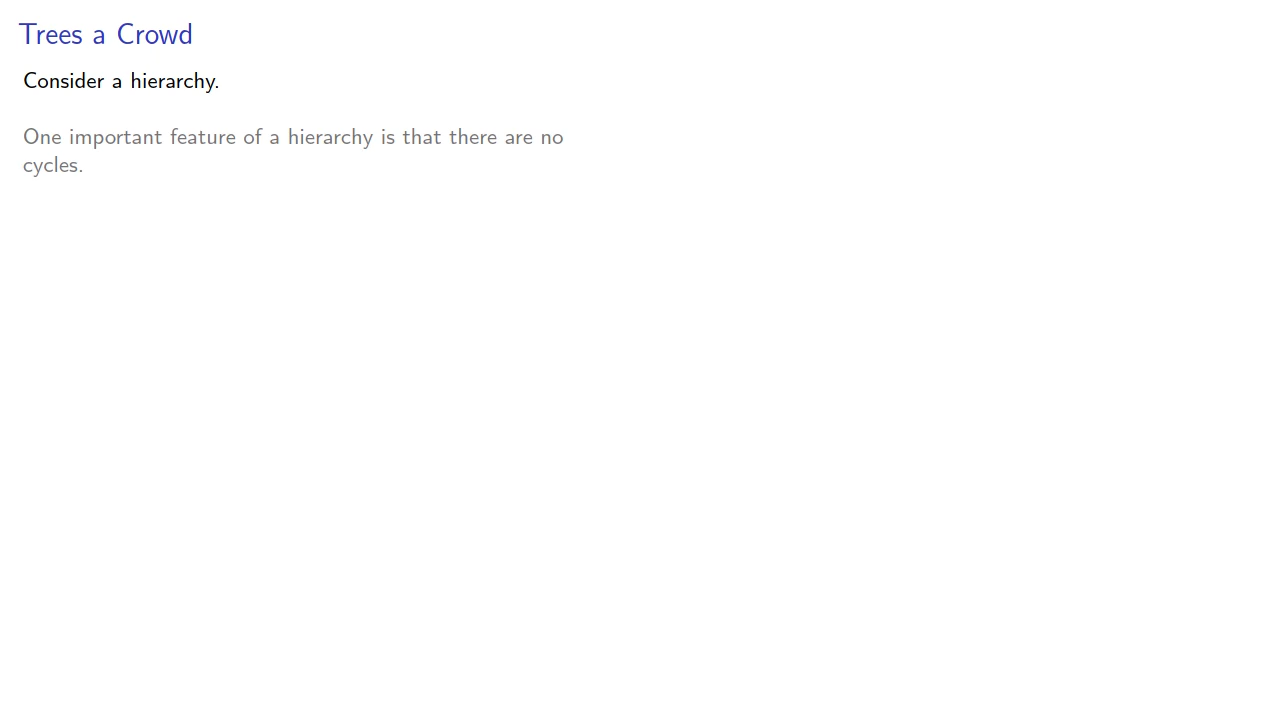 Trees a Crowd
Consider a hierarchy.
One important feature of a hierarchy is that there are no
cycles.